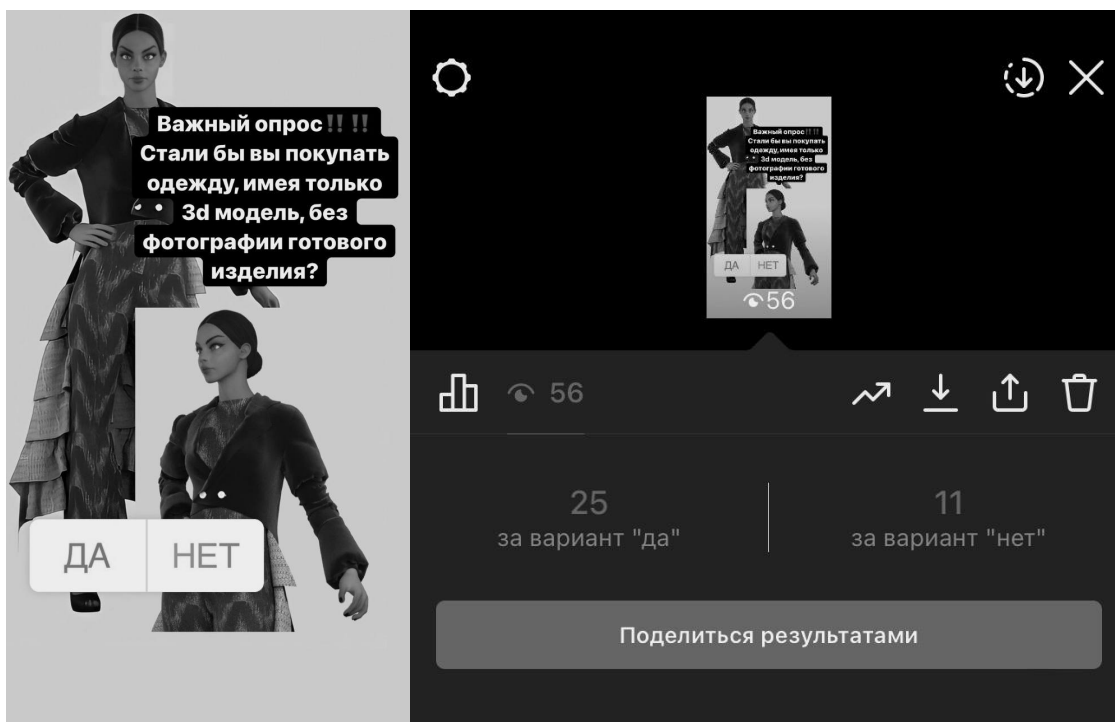 Важный опрос‼️ ‼️
Стали бы вы покупать
одежду, имея только
3d модель, без
фотографии готового
изделия?
ДА НЕТ
Важный опрос‼️ ‼️
Стали бы вы покупать
одежду, имея только
3d модель, без
фотографии готового
изделия?
ДА НЕТ
56
56
25
за вариант "да"
11
за вариант "нет"
Поделиться результатами